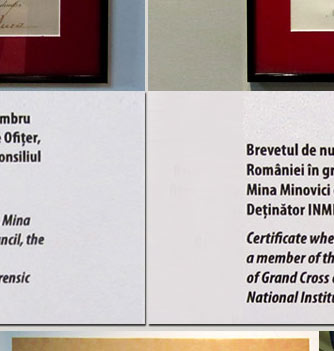 mbru
Ofițer,
onsiliul
Mina
ncil, the
rensic
Brevetul de nu
României în gr
Mina Minovici
Deținător INM
Certificate whe
a member of th
of Grand Cross
National Institu